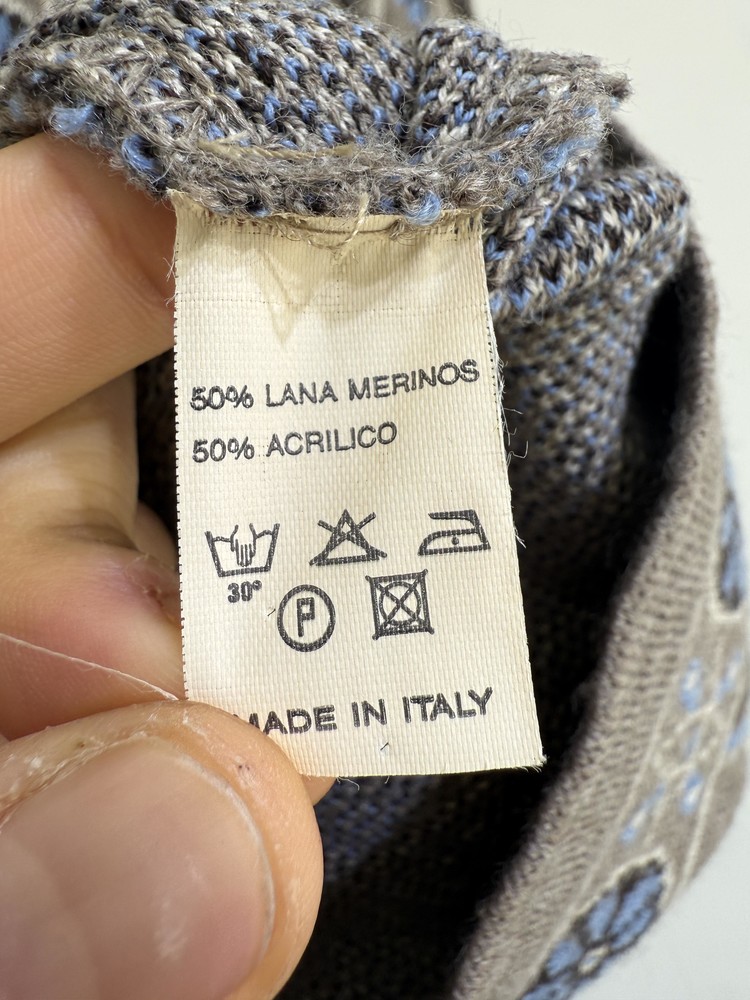 50% LANA MERINOS
50% ACRILICO
30°
P
MADE IN ITALY